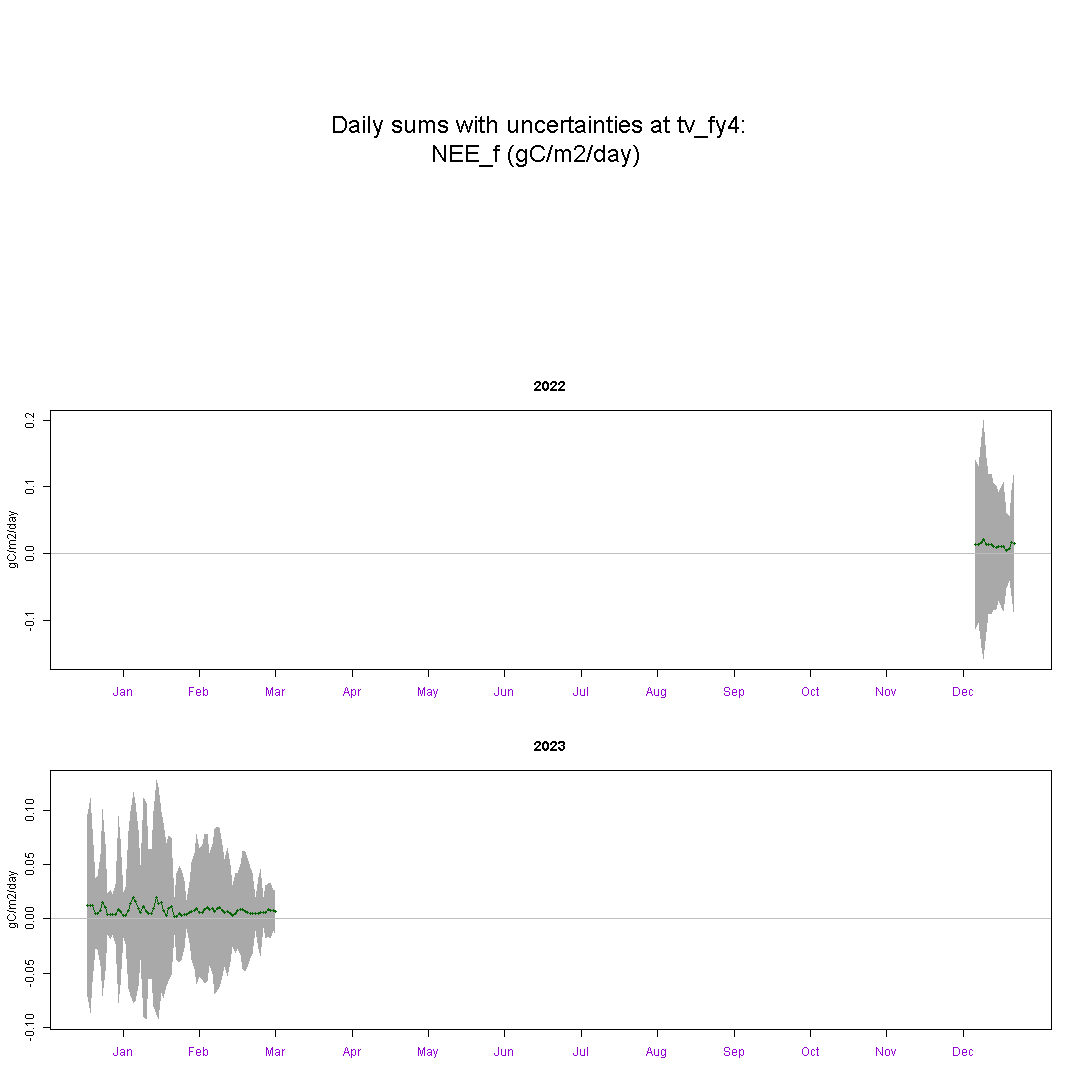 Daily sums with uncertainties at tv_fy4:
NEE_f (gC/m2/day)
2022
gC/m2/day
0.2
0.1
0.0
-0.1
Jan Feb Mar Apr May Jun Jul Aug Sep Oct Nov Dec
2023
gC/m2/day
0.10
0.05
0.00
-0.05
-0.10
Jan Feb Mar Apr May Jun Jul Aug Sep Oct Nov Dec